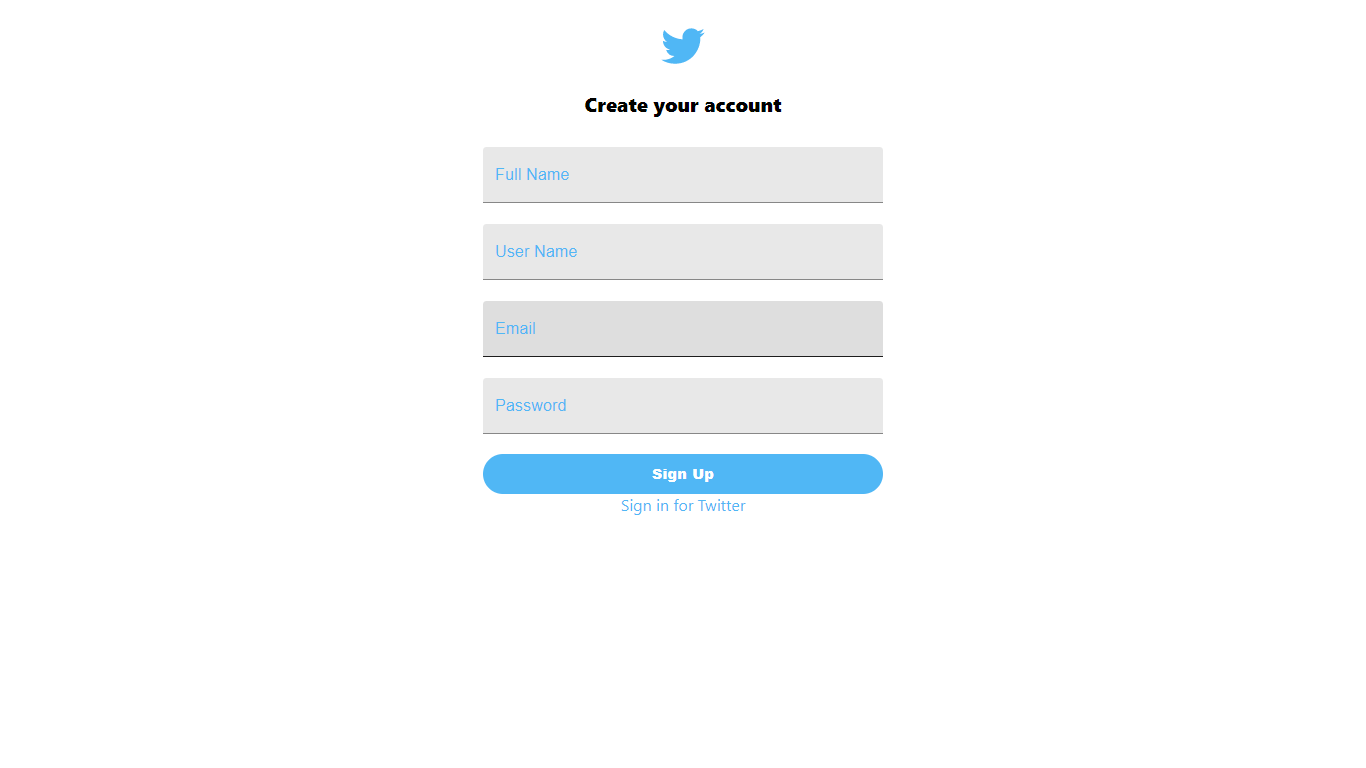 Create your account
Full Name
User Name
Email
Password
Sign Up
Sign in for Twitter